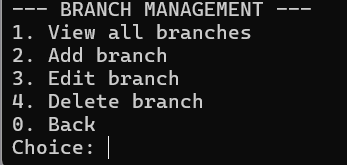 --- BRANCH MANAGEMENT ---
1. View all branches
2. Add branch
3. Edit branch
4. Delete branch
0. Back
Choice: